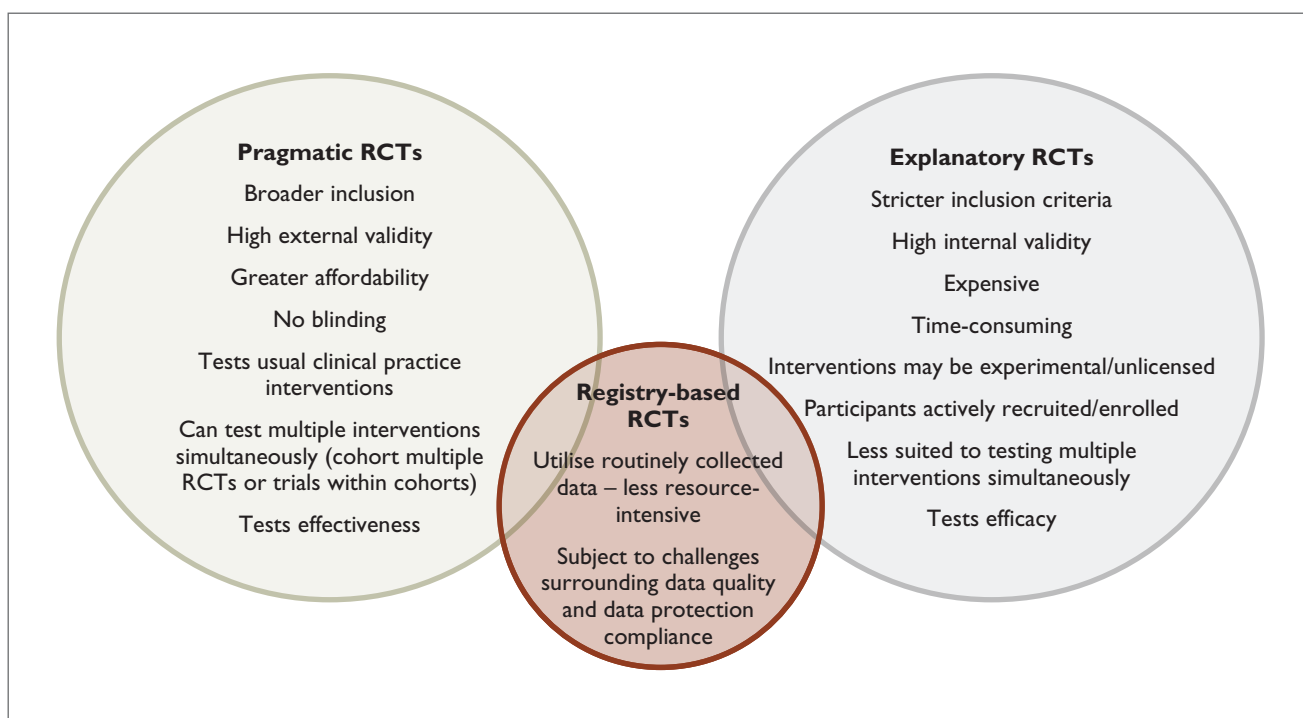 Pragmatic RCTs
Broader inclusion
High external validity
Greater affordability
No blinding
Tests usual clinical practice
interventions
Can test multiple interventions
simultaneously (cohort multiple
RCTs or trials within cohorts)
Tests effectiveness
Registry-based
RCTs
Utilise routinely collected
data – less resource-
intensive
Subject to challenges
surrounding data quality
and data protection
compliance
Explanatory RCTs
Stricter inclusion criteria
High internal validity
Expensive
Time-consuming
Interventions may be experimental/unlicensed
Participants actively recruited/enrolled
Less suited to testing multiple
interventions simultaneously
Tests efficacy